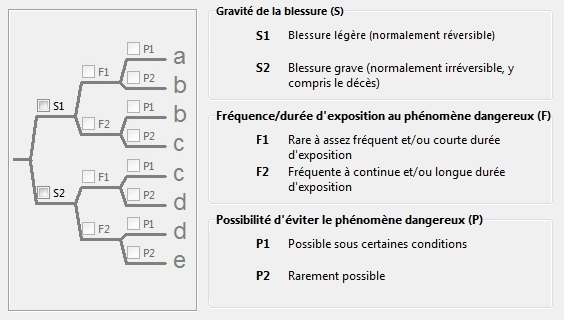 Gravité de la blessure (S)
S1 Blessure légère (normalement réversible)
S2 Blessure grave (normalement irréversible, y
compris le décès)
Fréquence/durée d'exposition au phénomène dangereux (F)
F1 Rare à assez fréquent et/ou courte durée
d'exposition
F2 Fréquente à continue et/ou longue durée
d'exposition
Possibilité d'éviter le phénomène dangereux (P)
P1 Possible sous certaines conditions
P2 Rarement possible
P1 a
F1
P2 b
S1
P1 b
F2
P2 c
P1 c
F1
S2
P2 d
P1 d
F2
P2 e